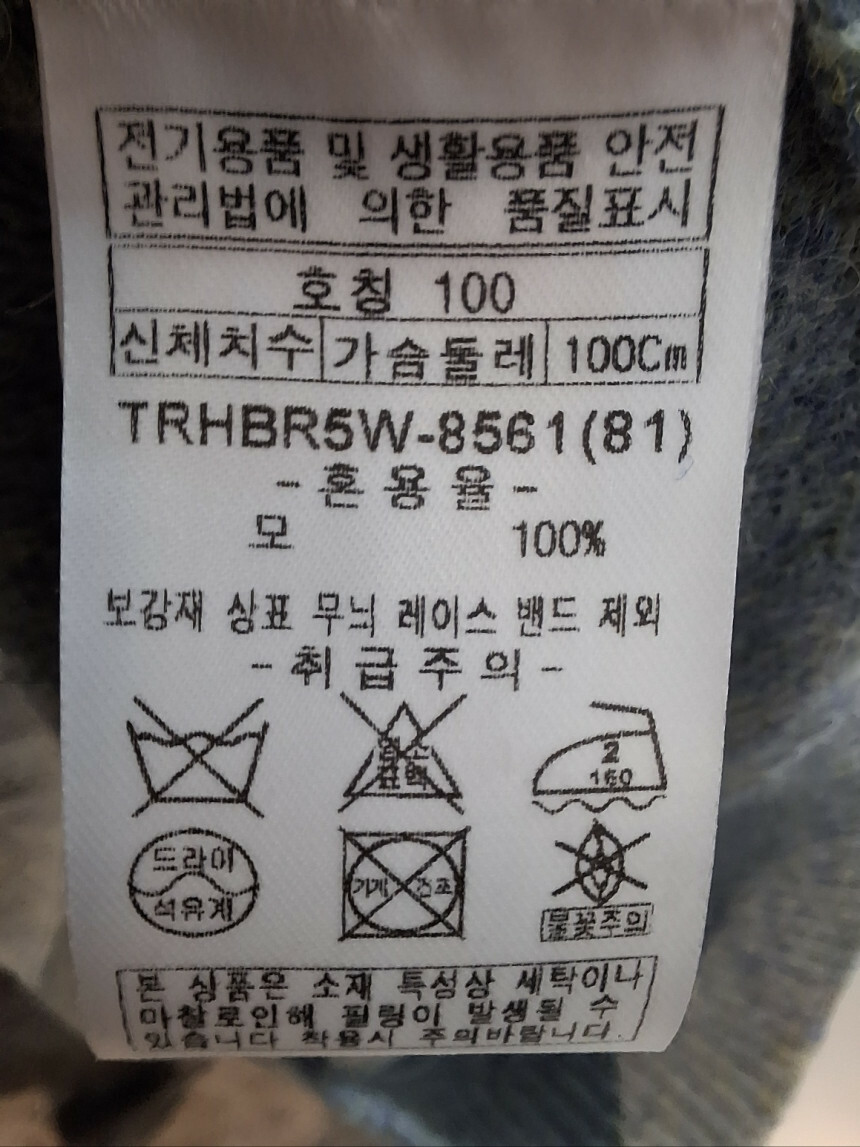 전기용품 및 생활용품 안전
관리법에 의한 품질표시
호칭 100
신체치수 가슴둘레 100Cm
TRHBR5W-8561(81)
-혼용율-
모 100%
보강재 상표 무늬 레이스 밴드 제외
-취급주의-
염소
표백
2
160
드라이
석유계
기계 건조
불꽃주의
본 상품은 소재 특성상 세탁이나
마찰로인해 필링이 발생될 수
있습니다 착용시 주의바랍니다.